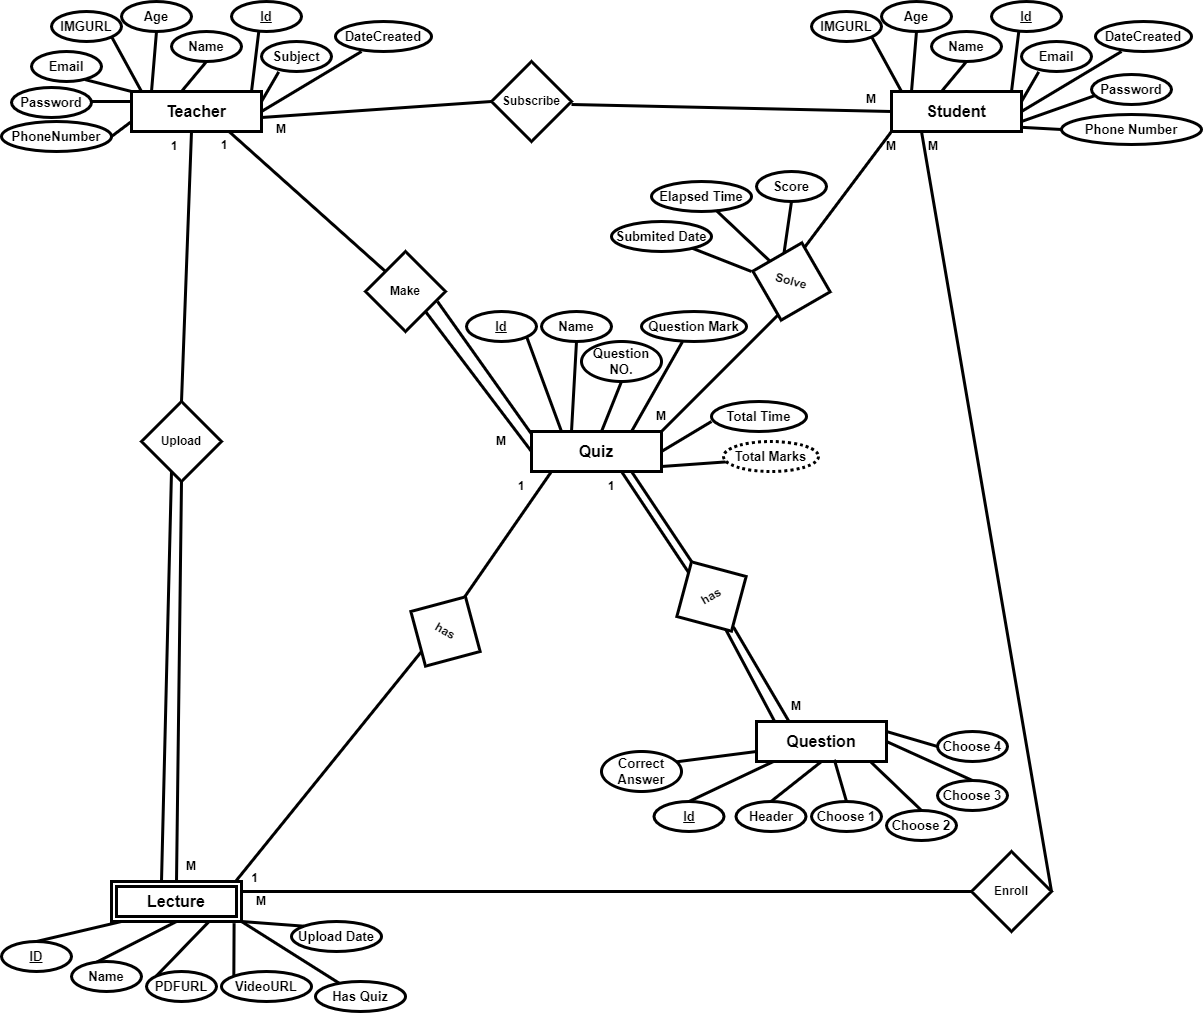 IMGURL
Age
Id
Name
DateCreated
Subject
Email
Password
PhoneNumber
Teacher
1
1
M
Subscribe
M
IMGURL
Age
Id
Name
DateCreated
Email
Password
Phone Number
Student
M
M
Elapsed Time
Score
Submited Date
Solve
Make
Id
Name
Question Mark
Question
NO.
M
M
Total Time
Total Marks
Quiz
1
1
Upload
has
has
M
Question
Correct
Answer
Id
Header
Choose 1
Choose 2
Choose 3
Choose 4
M
1
M
Lecture
Enroll
ID
Name
PDFURL
VideoURL
Has Quiz
Upload Date